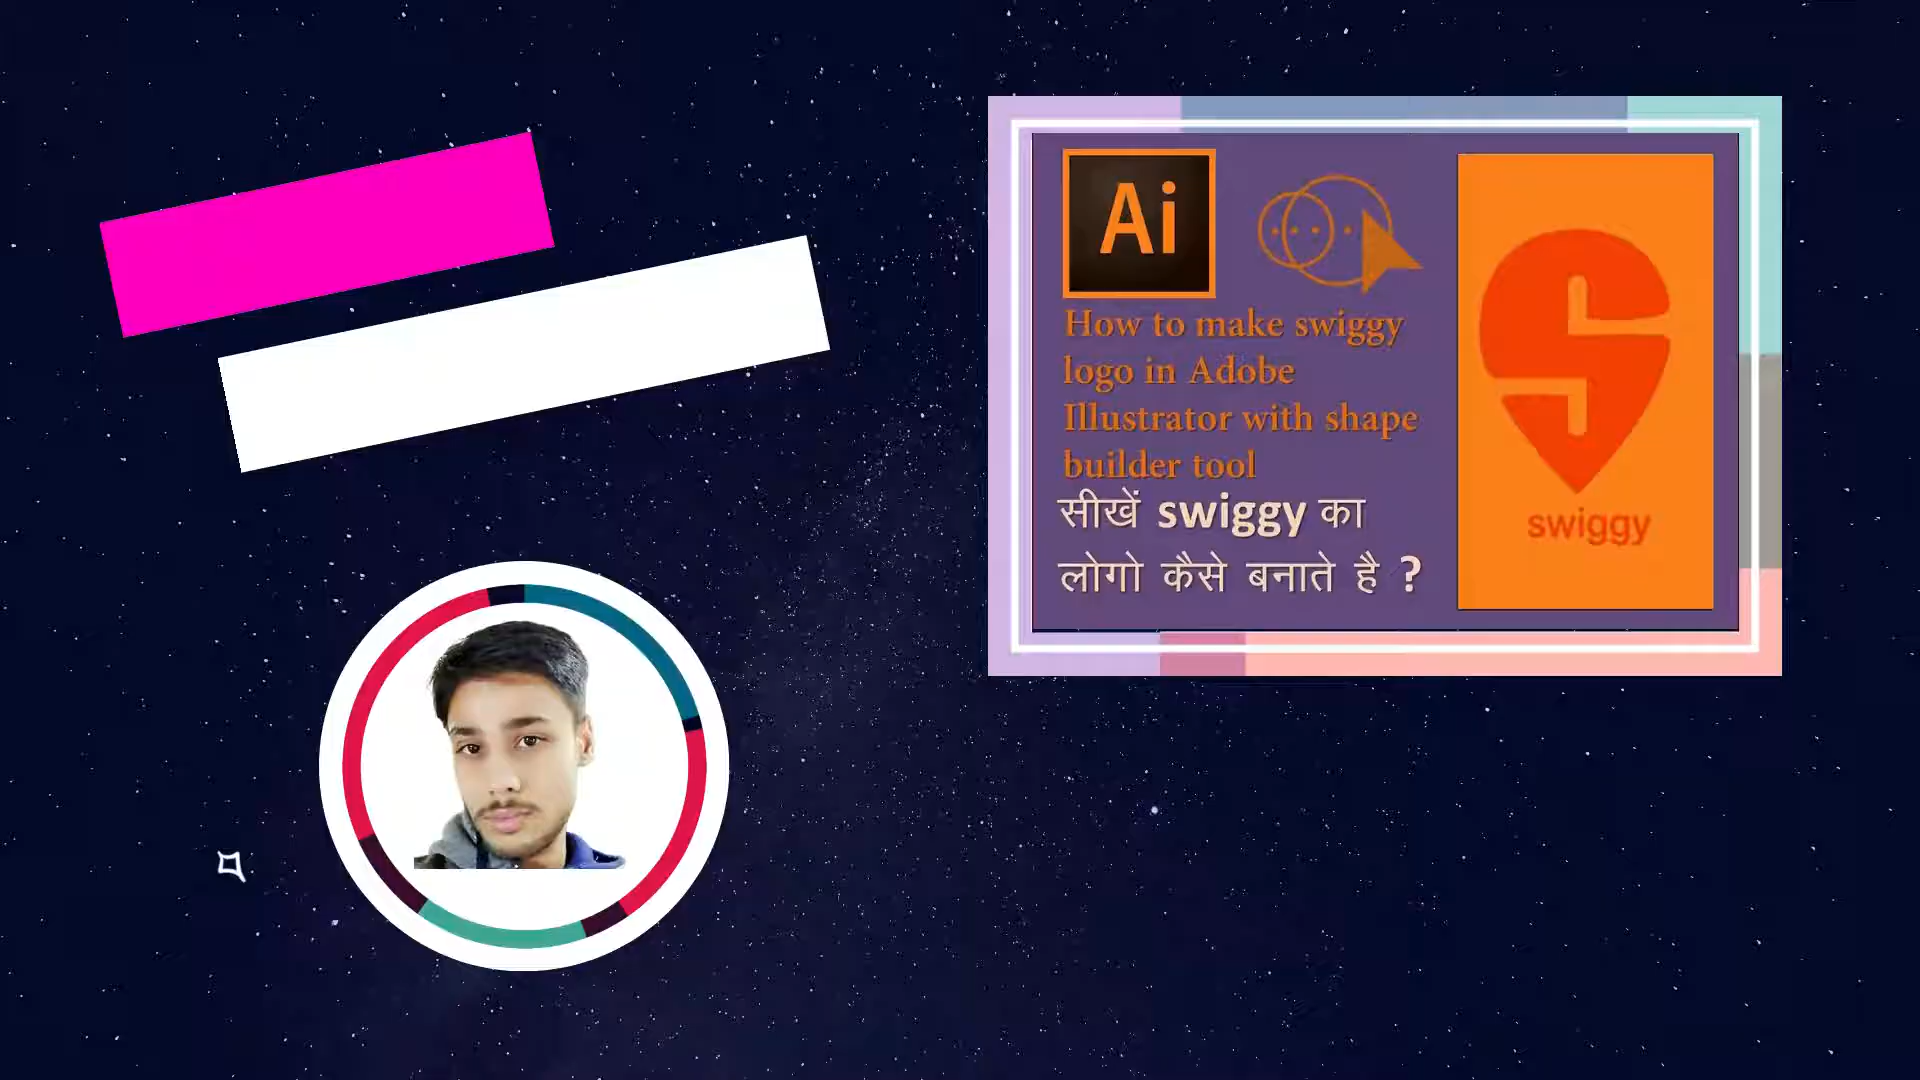 Ai
How to make swiggy
logo in Adobe
Illustrator with shape
builder tool
सीखें swiggy का
लोगो कैसे बनाते है ?
swiggy